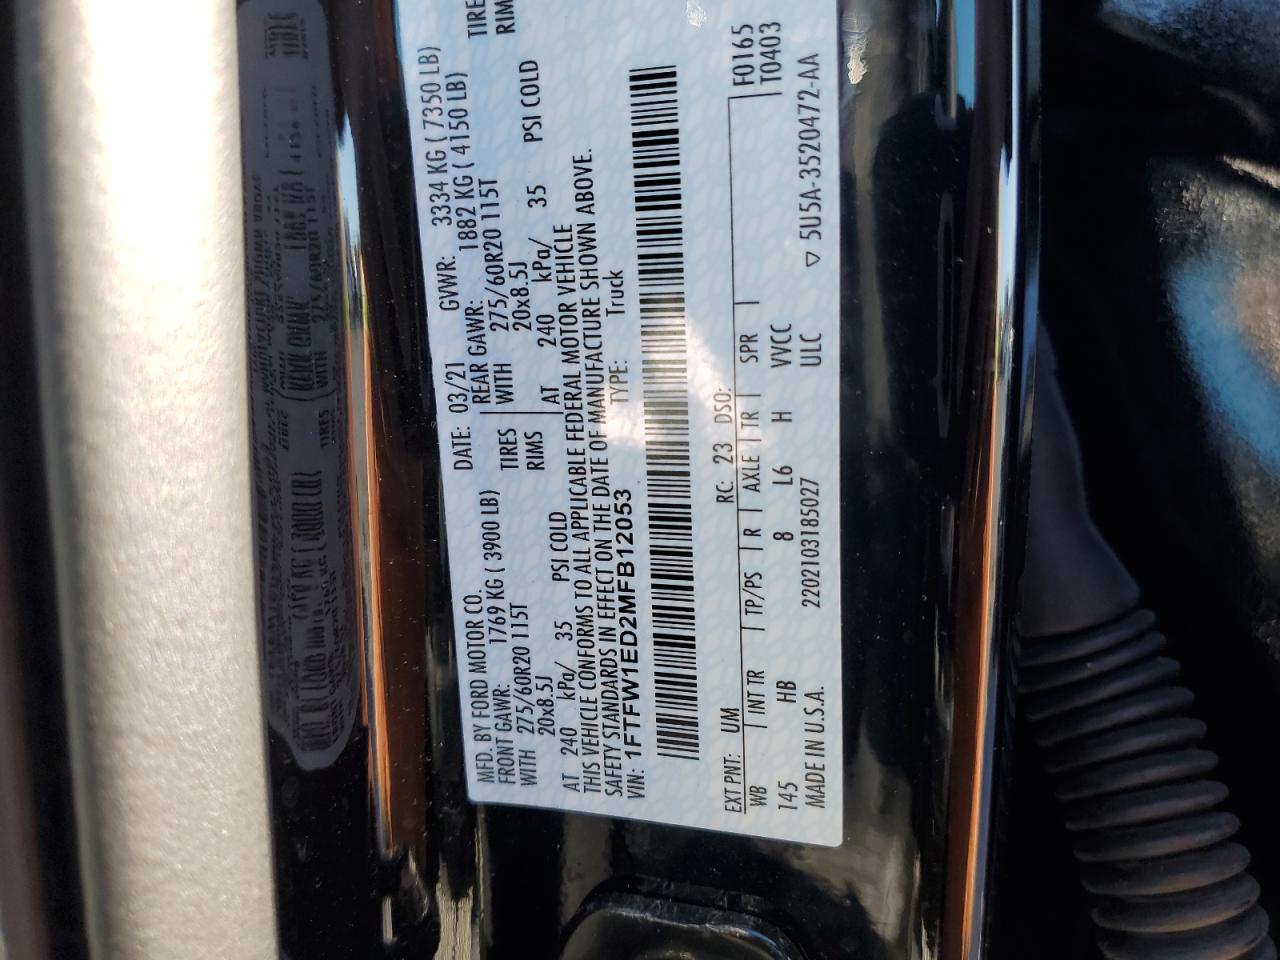 MFD. BY FORD MOTOR CO.
DATE: 03/21 GVWR: 3334 KG ( 7350 LB)
FRONT GAWR: 1769 KG ( 3900 LB)
REAR GAWR: 1882 KG ( 4150 LB)
WITH 275/60R20 115T TIRES
WITH 275/60R20 115T TIRE
20x8.5J RIMS
20x8.5J RIM
AT 240 kPa/ 35 PSI COLD
AT 240 kPa/ 35 PSI COLD
THIS VEHICLE CONFORMS TO ALL APPLICABLE FEDERAL MOTOR VEHICLE
SAFETY STANDARDS IN EFFECT ON THE DATE OF MANUFACTURE SHOWN ABOVE.
VIN: 1FTFW1ED2MFB12053 TYPE: Truck
F0165
EXT PNT: UM RC: 23 DSO: T0403
WB INT TR TP/PS R AXLE TR SPR
145 HB 8 L6 H VVCC
MADE IN U.S.A. 2202103185027 ULC ▽ 5U5A-3520472-AA